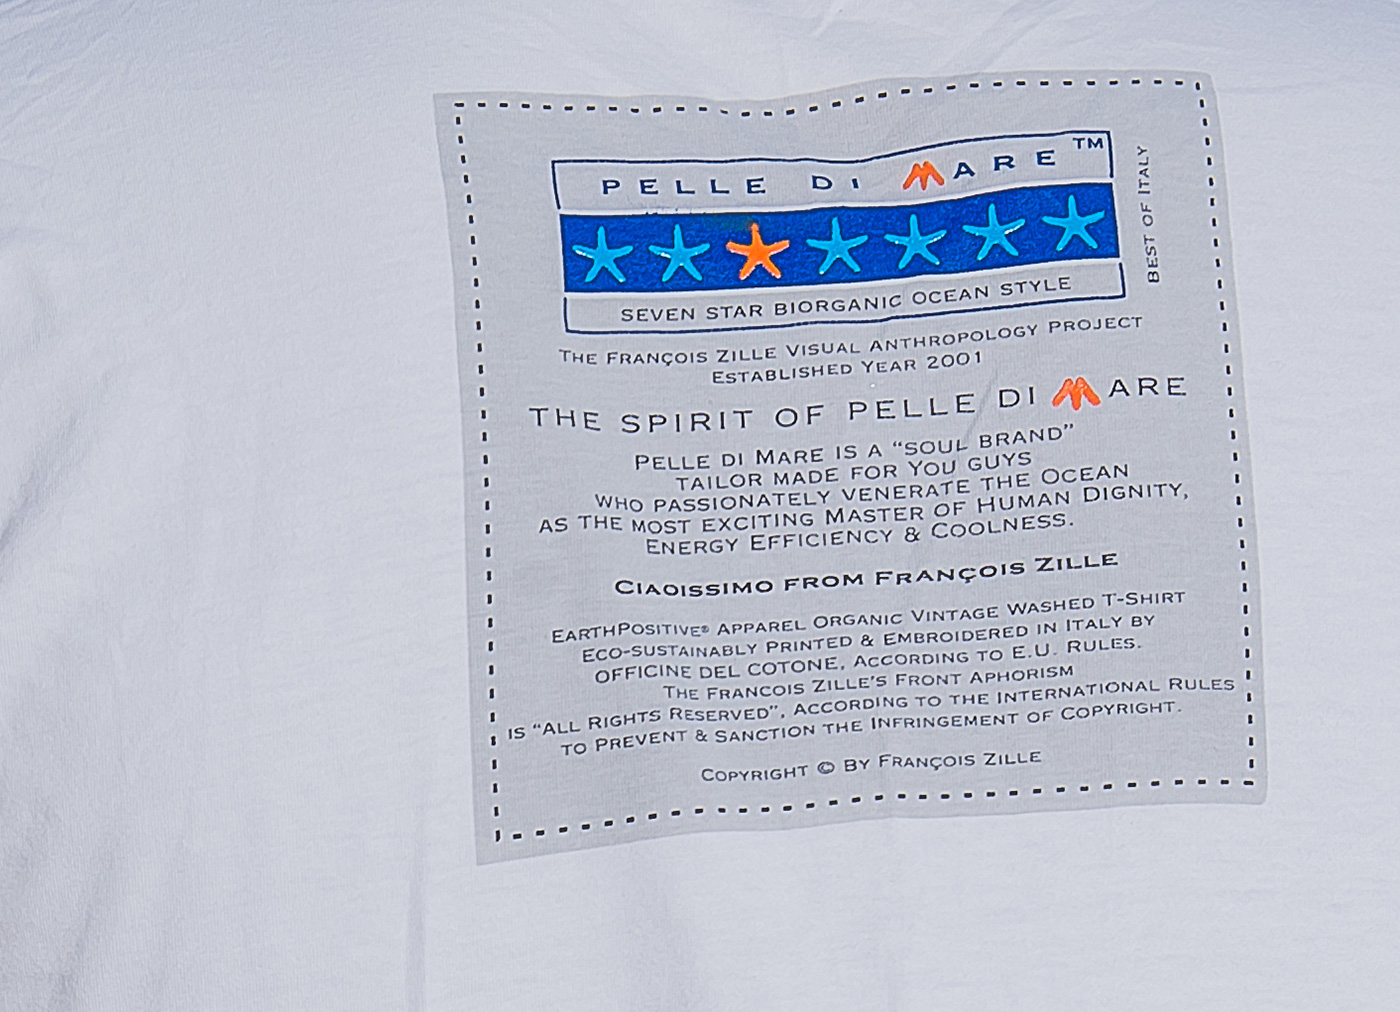 PELLE DI MARE™
BEST OF ITALY
SEVEN STAR BIORGANIC OCEAN STYLE
THE FRANÇOIS ZILLE VISUAL ANTHROPOLOGY PROJECT
ESTABLISHED YEAR 2001
THE SPIRIT OF PELLE DI MARE
PELLE DI MARE IS A “SOUL BRAND”
TAILOR MADE FOR YOU GUYS
WHO PASSIONATELY VENERATE THE OCEAN
AS THE MOST EXCITING MASTER OF HUMAN DIGNITY,
ENERGY EFFICIENCY & COOLNESS.
CIAOISSIMO FROM FRANÇOIS ZILLE
EARTHPOSITIVE® APPAREL ORGANIC VINTAGE WASHED T-SHIRT
ECO-SUSTAINABLY PRINTED & EMBROIDERED IN ITALY BY
OFFICINE DEL COTONE, ACCORDING TO E.U. RULES.
THE FRANCOIS ZILLE'S FRONT APHORISM
IS “ALL RIGHTS RESERVED”, ACCORDING TO THE INTERNATIONAL RULES
TO PREVENT & SANCTION THE INFRINGEMENT OF COPYRIGHT.
COPYRIGHT © BY FRANÇOIS ZILLE